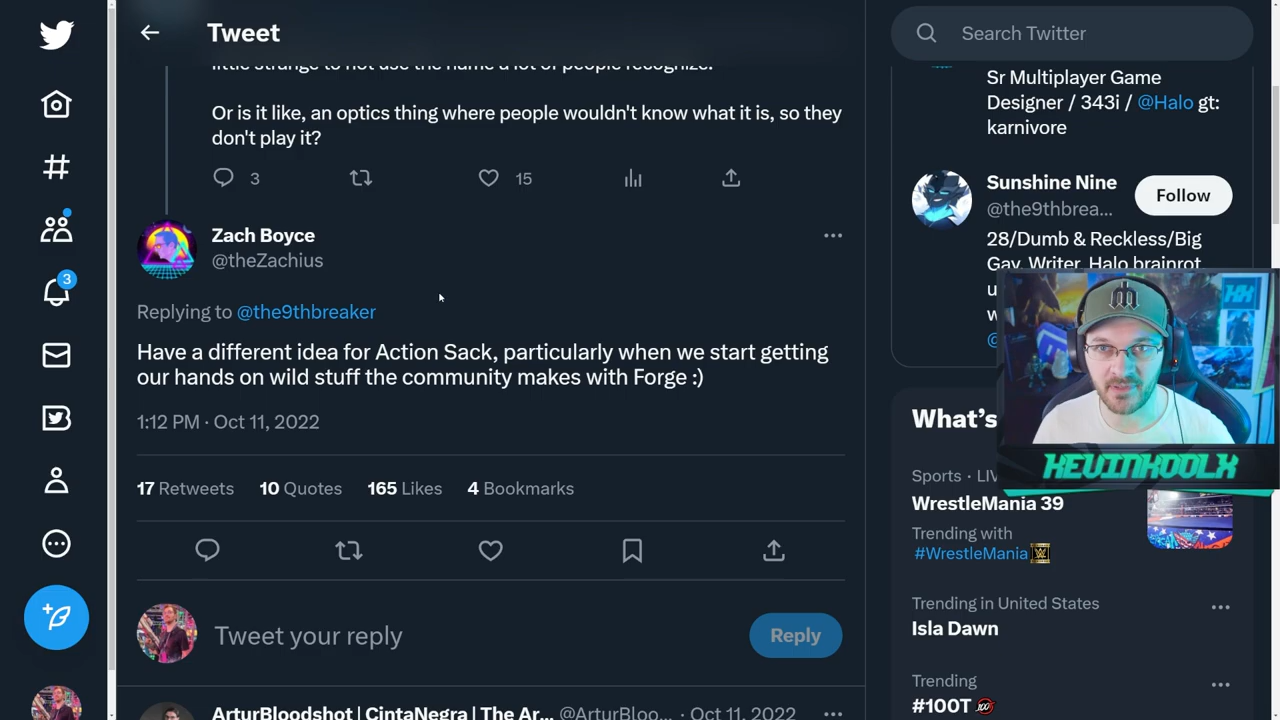 Tweet
little strange to not use the name a lot of people recognize.
Or is it like, an optics thing where people wouldn't know what it is, so they
don't play it?
3
15
Zach Boyce
@theZachius
Replying to @the9thbreaker
Have a different idea for Action Sack, particularly when we start getting
our hands on wild stuff the community makes with Forge :)
1:12 PM · Oct 11, 2022
17 Retweets 10 Quotes 165 Likes 4 Bookmarks
Tweet your reply
Reply
ArturBloodshot | CintaNegra | The Ar... @ArturBloo... · Oct 11, 2022
3
Search Twitter
Sr Multiplayer Game
Designer / 343i / @Halo gt:
karnivore
Sunshine Nine
@the9thbrea...
Follow
28/Dumb & Reckless/Big
Gay. Writer. Halo brainrot
KEVINKOOLX
What's
Sports · LIV
WrestleMania 39
Trending with
#WrestleMania
Trending in United States
Isla Dawn
Trending
#100T